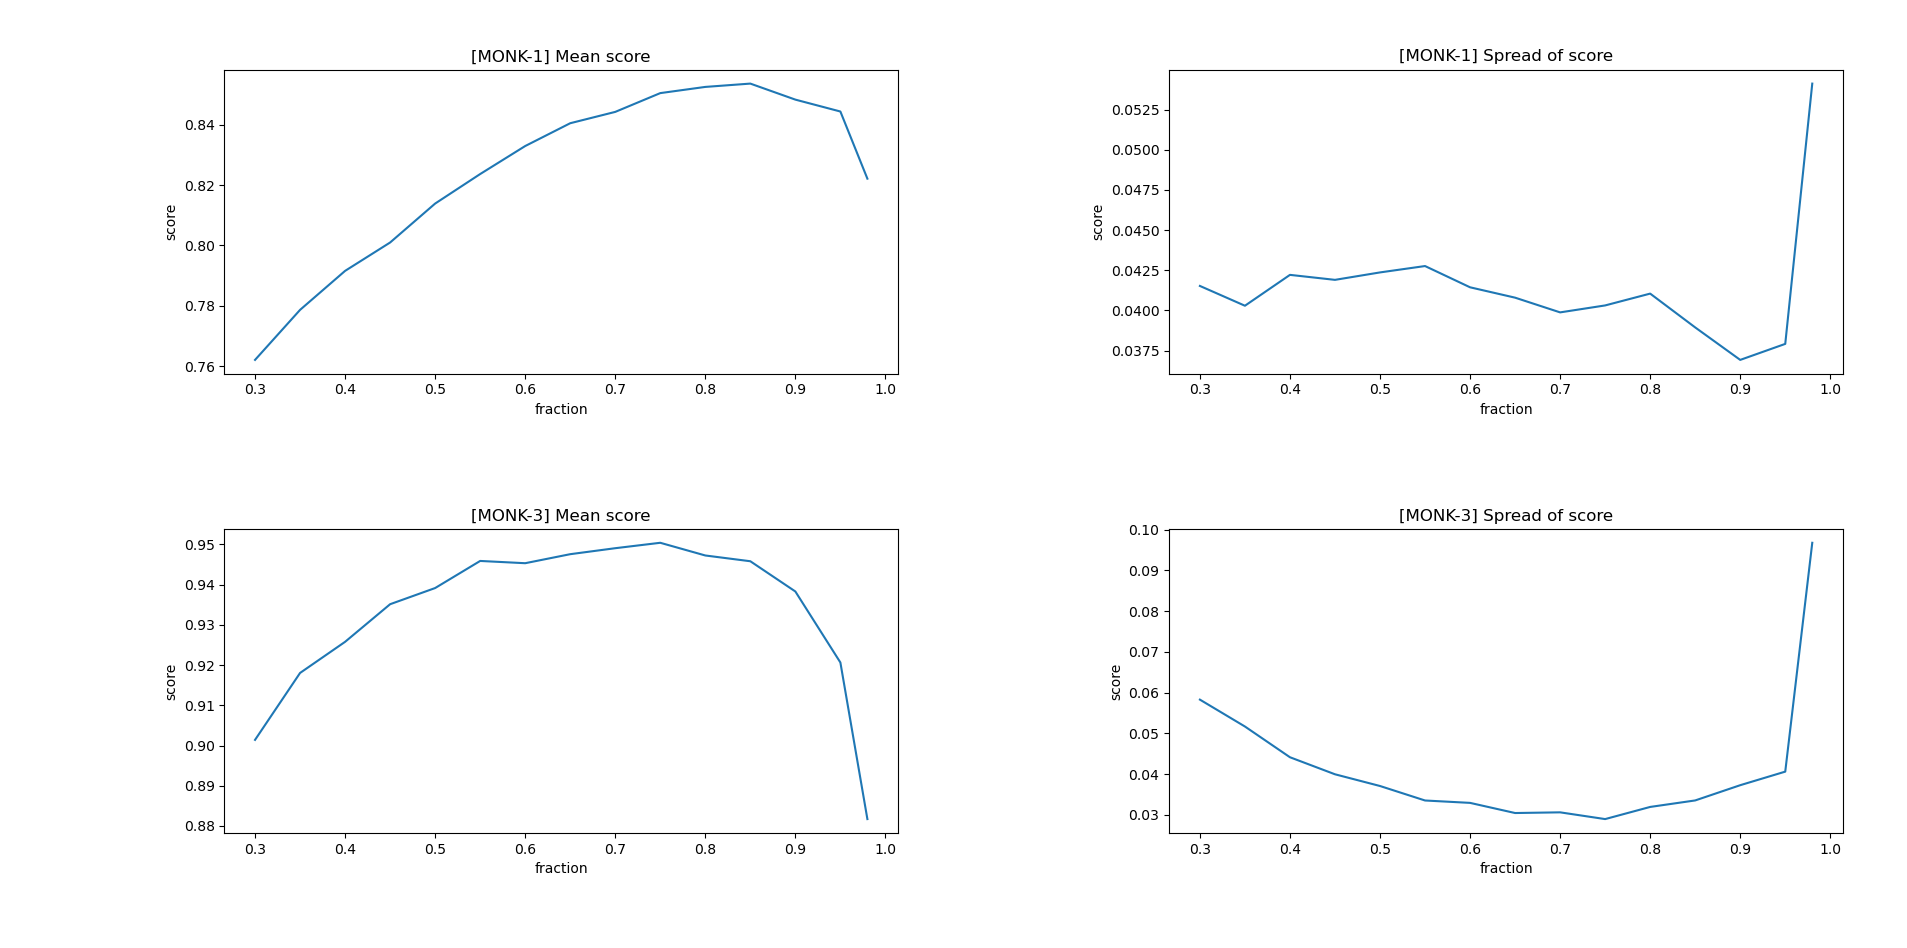 [MONK-1] Mean score
score
0.84
0.82
0.80
0.78
0.76
0.3 0.4 0.5 0.6 0.7 0.8 0.9 1.0
fraction
[MONK-1] Spread of score
score
0.0525
0.0500
0.0475
0.0450
0.0425
0.0400
0.0375
0.3 0.4 0.5 0.6 0.7 0.8 0.9 1.0
fraction
[MONK-3] Mean score
score
0.95
0.94
0.93
0.92
0.91
0.90
0.89
0.88
0.3 0.4 0.5 0.6 0.7 0.8 0.9 1.0
fraction
[MONK-3] Spread of score
score
0.10
0.09
0.08
0.07
0.06
0.05
0.04
0.03
0.3 0.4 0.5 0.6 0.7 0.8 0.9 1.0
fraction